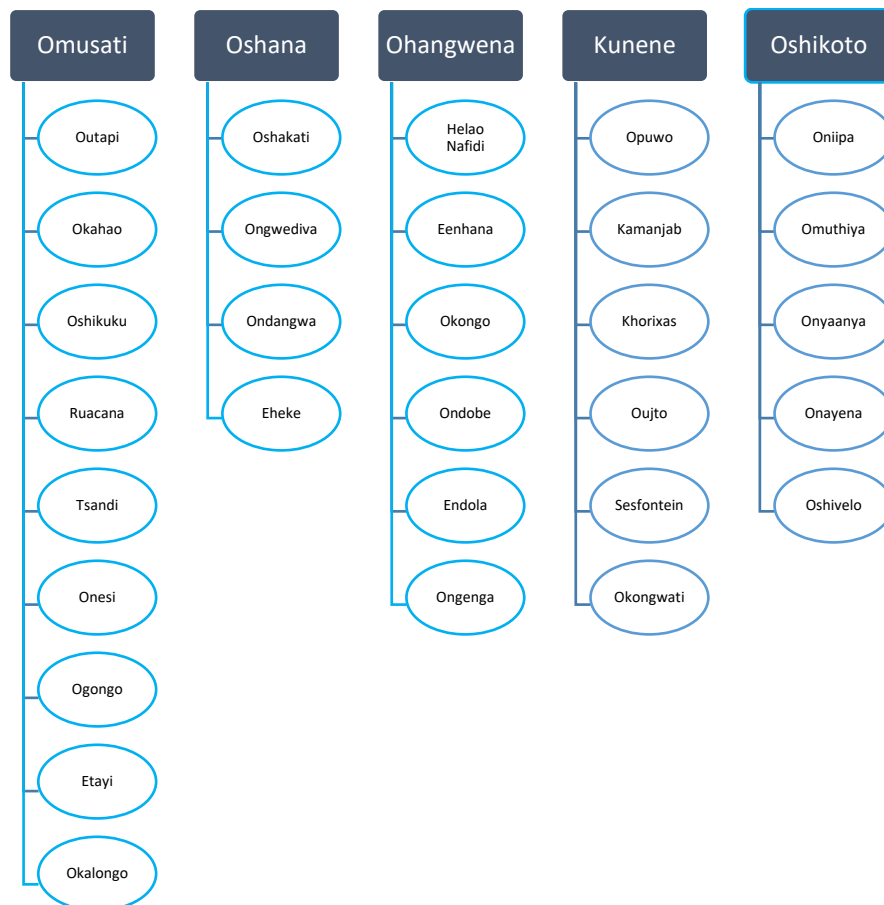 Omusati
Outapi
Okahao
Oshikuku
Ruacana
Tsandi
Onesi
Ogongo
Etayi
Okalongo
Oshana
Oshakati
Ongwediva
Ondangwa
Eheke
Ohangwena
Helao
Nafidi
Eenhana
Okongo
Ondobe
Endola
Ongenga
Kunene
Opuwo
Kamanjab
Khorixas
Oujto
Sesfontein
Okongwati
Oshikoto
Oniipa
Omuthiya
Onyaanya
Onayena
Oshivelo